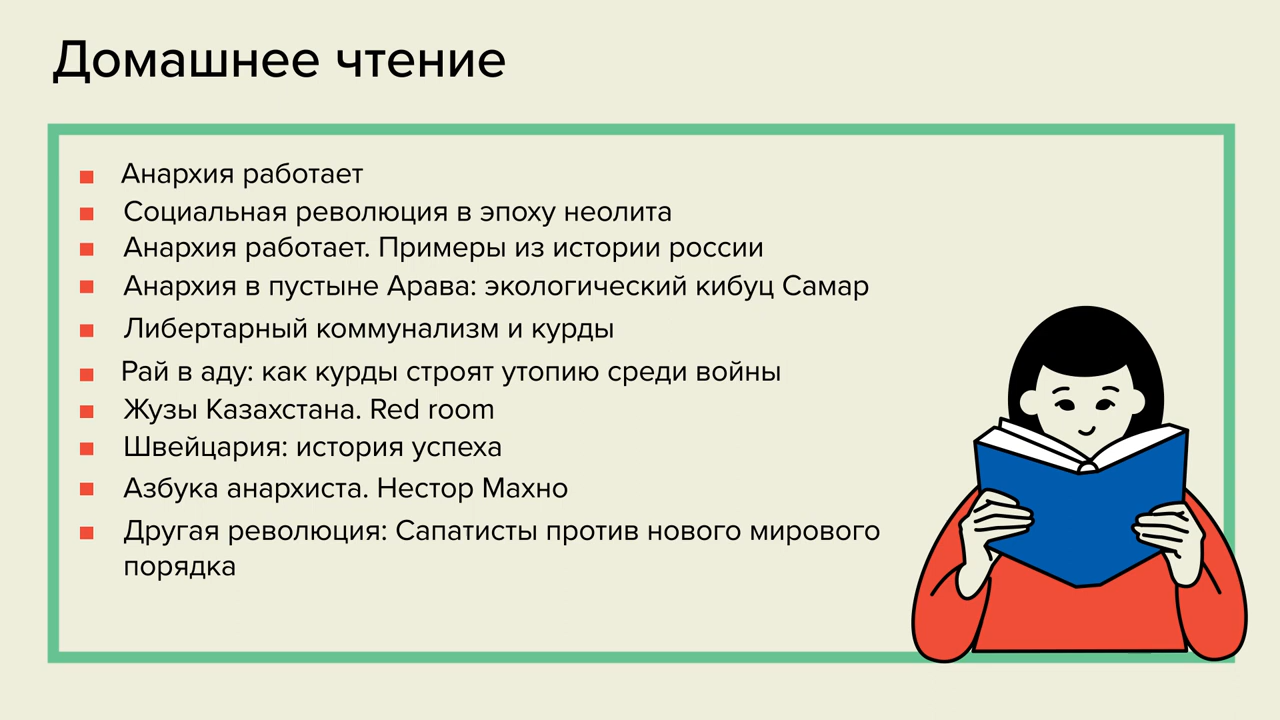 Домашнее чтение
Анархия работает
Социальная революция в эпоху неолита
Анархия работает. Примеры из истории россии
Анархия в пустыне Арава: экологический кибуц Самар
Либертарный коммунализм и курды
Рай в аду: как курды строят утопию среди войны
Жузы Казахстана. Red room
Швейцария: история успеха
Азбука анархиста. Нестор Махно
Другая революция: Сапатисты против нового мирового
порядка